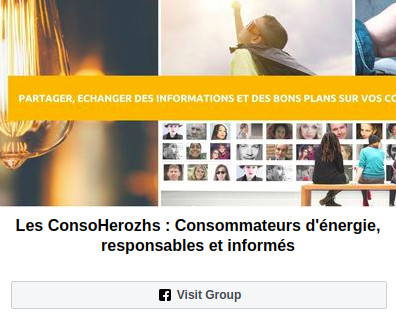 PARTAGER, ECHANGER DES INFORMATIONS ET DES BONS PLANS SUR VOS CO
Les ConsoHerozhs : Consommateurs d'énergie,
responsables et informés
Visit Group